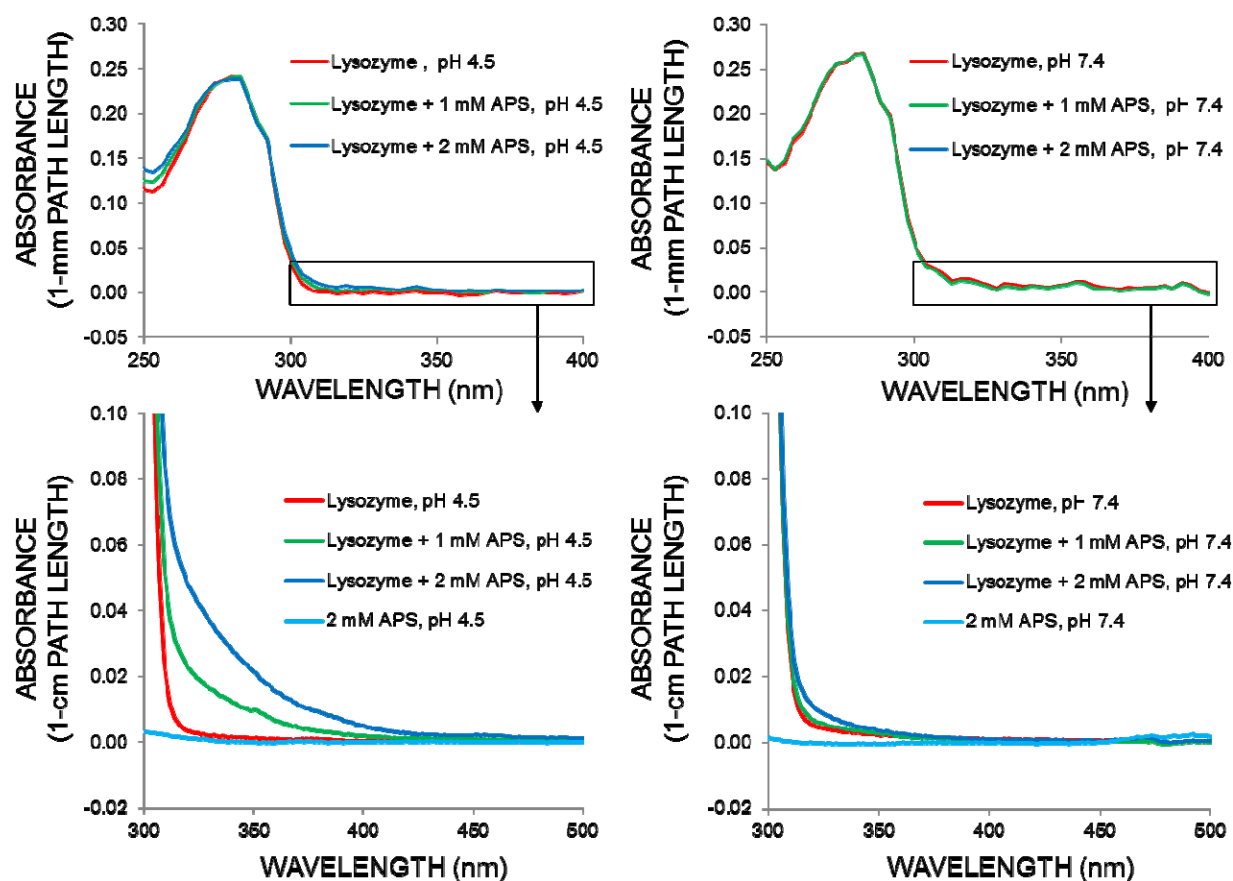 ABSORBANCE
(1-mm PATH LENGTH)
0.30
0.25
0.20
0.15
0.10
0.05
0.00
-0.05
Lysozyme , pH 4.5
Lysozyme + 1 mM APS, pH 4.5
Lysozyme + 2 mM APS, pH 4.5
250
300
350
400
WAVELENGTH (nm)
ABSORBANCE
(1-mm PATH LENGTH)
0.30
0.25
0.20
0.15
0.10
0.05
0.00
-0.05
Lysozyme, pH 7.4
Lysozyme + 1 mM APS, pH 7.4
Lysozyme + 2 mM APS, pH 7.4
250
300
350
400
WAVELENGTH (nm)
ABSORBANCE
(1-cm PATH LENGTH)
0.10
0.08
0.06
0.04
0.02
0.00
-0.02
Lysozyme, pH 4.5
Lysozyme + 1 mM APS, pH 4.5
Lysozyme + 2 mM APS, pH 4.5
2 mM APS, pH 4.5
300
350
400
450
500
WAVELENGTH (nm)
ABSORBANCE
(1-cm PATH LENGTH)
0.10
0.08
0.06
0.04
0.02
0.00
-0.02
Lysozyme, pH 7.4
Lysozyme + 1 mM APS, pH 7.4
Lysozyme + 2 mM APS, pH 7.4
2 mM APS, pH 7.4
300
350
400
450
500
WAVELENGTH (nm)